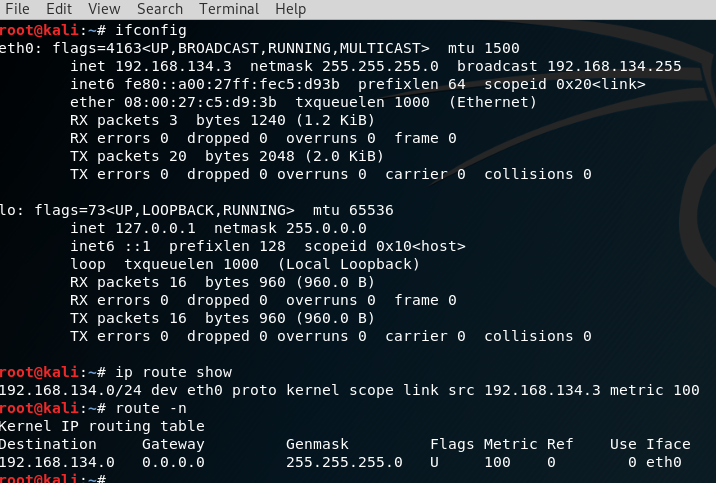 File Edit View Search Terminal Help
root@kali:~# ifconfig
eth0: flags=4163<UP,BROADCAST,RUNNING,MULTICAST>  mtu 1500
        inet 192.168.134.3  netmask 255.255.255.0  broadcast 192.168.134.255
        inet6 fe80::a00:27ff:fec5:d93b  prefixlen 64  scopeid 0x20<link>
        ether 08:00:27:c5:d9:3b  txqueuelen 1000  (Ethernet)
        RX packets 3  bytes 1240 (1.2 KiB)
        RX errors 0  dropped 0  overruns 0  frame 0
        TX packets 20  bytes 2048 (2.0 KiB)
        TX errors 0  dropped 0 overruns 0  carrier 0  collisions 0
lo: flags=73<UP,LOOPBACK,RUNNING>  mtu 65536
        inet 127.0.0.1  netmask 255.0.0.0
        inet6 ::1  prefixlen 128  scopeid 0x10<host>
        loop  txqueuelen 1000  (Local Loopback)
        RX packets 16  bytes 960 (960.0 B)
        RX errors 0  dropped 0  overruns 0  frame 0
        TX packets 16  bytes 960 (960.0 B)
        TX errors 0  dropped 0 overruns 0  carrier 0  collisions 0
root@kali:~# ip route show
192.168.134.0/24 dev eth0 proto kernel scope link src 192.168.134.3 metric 100
root@kali:~# route -n
Kernel IP routing table
Destination     Gateway         Genmask         Flags Metric Ref    Use Iface
192.168.134.0   0.0.0.0         255.255.255.0   U     100    0        0 eth0
root@kali:~#